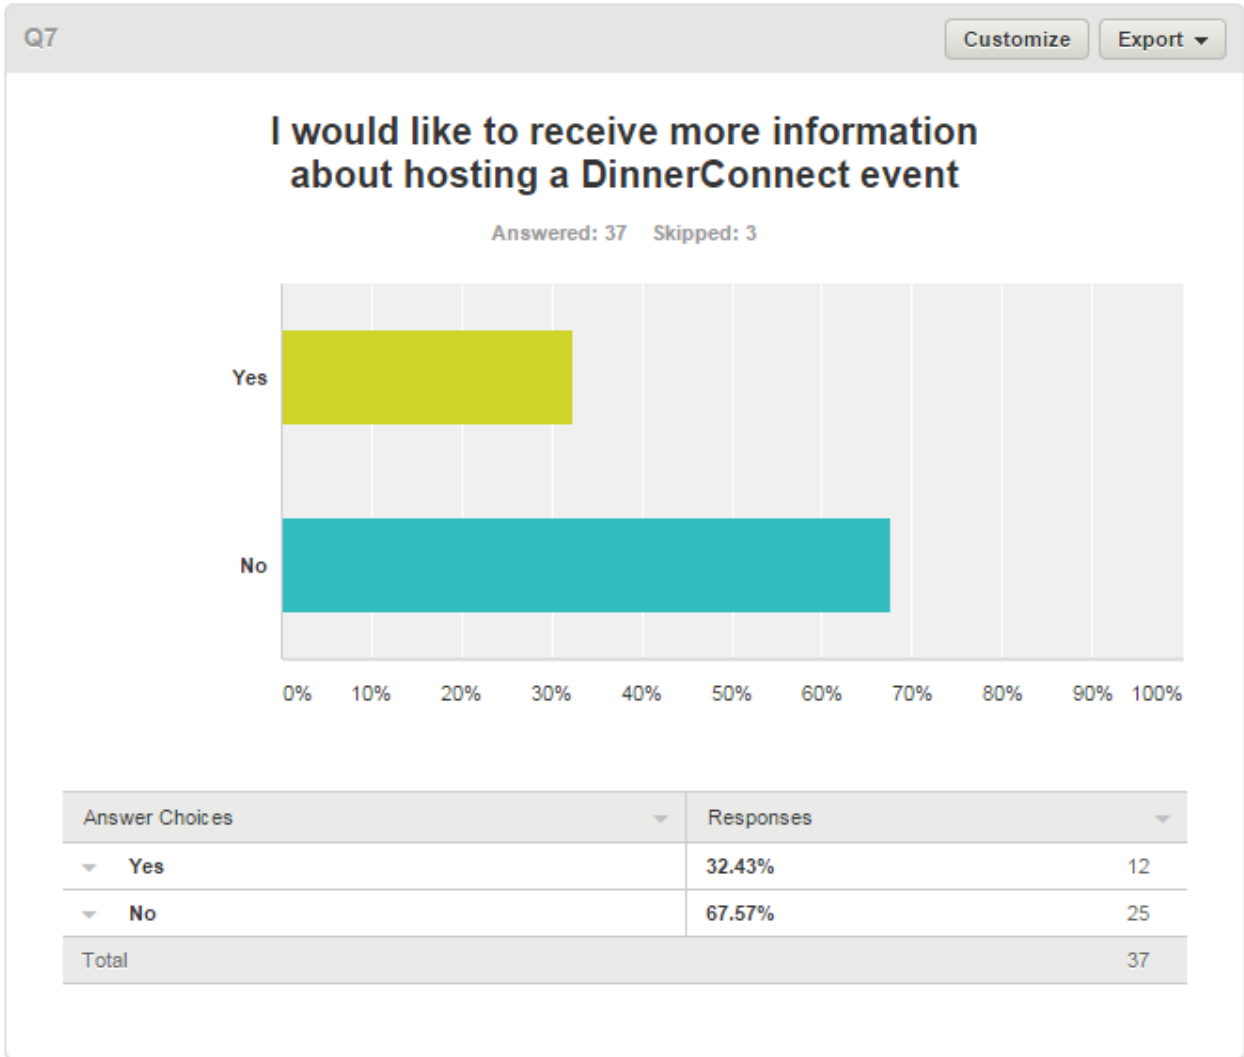 Q7
Customize
Export
I would like to receive more information
about hosting a DinnerConnect event
Answered: 37 Skipped: 3
Yes
No
0% 10% 20% 30% 40% 50% 60% 70% 80% 90% 100%
Answer Choices Responses
Yes 32.43% 12
No 67.57% 25
Total 37